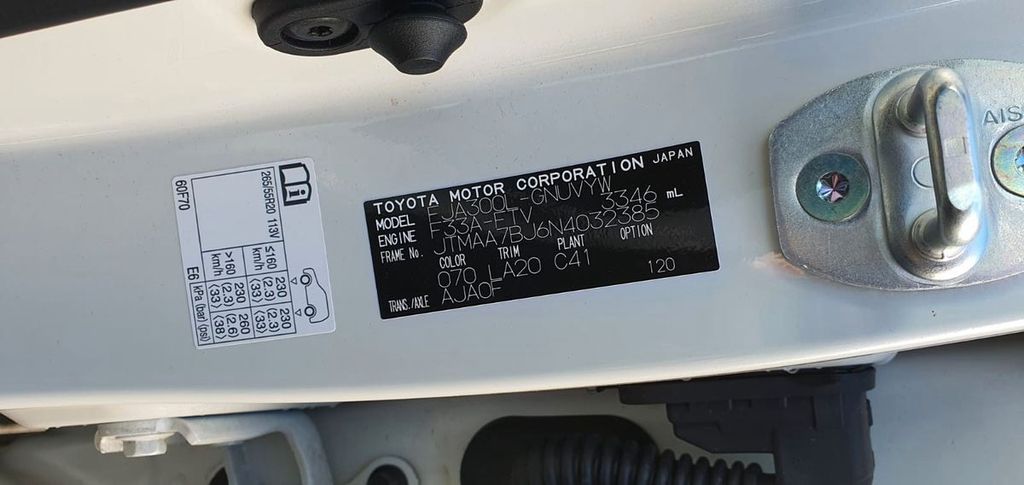 TOYOTA MOTOR CORPORATION JAPAN
MODEL FJA300L-GNUVYW
ENGINE F33A-FTV 3346 mL
FRAME No. JTMAA7BJ6N4032385
COLOR TRIM PLANT OPTION
070 LA20 C41 120
TRANS./AXLE AJA0F
60F70
265/55R20 113V
≤160 km/h 230 (2.3) (33) 230 (2.3) (33)
>160 km/h 230 (2.3) (33) 260 (2.6) (38)
E6 kPa (bar) (psi)
i
AIS